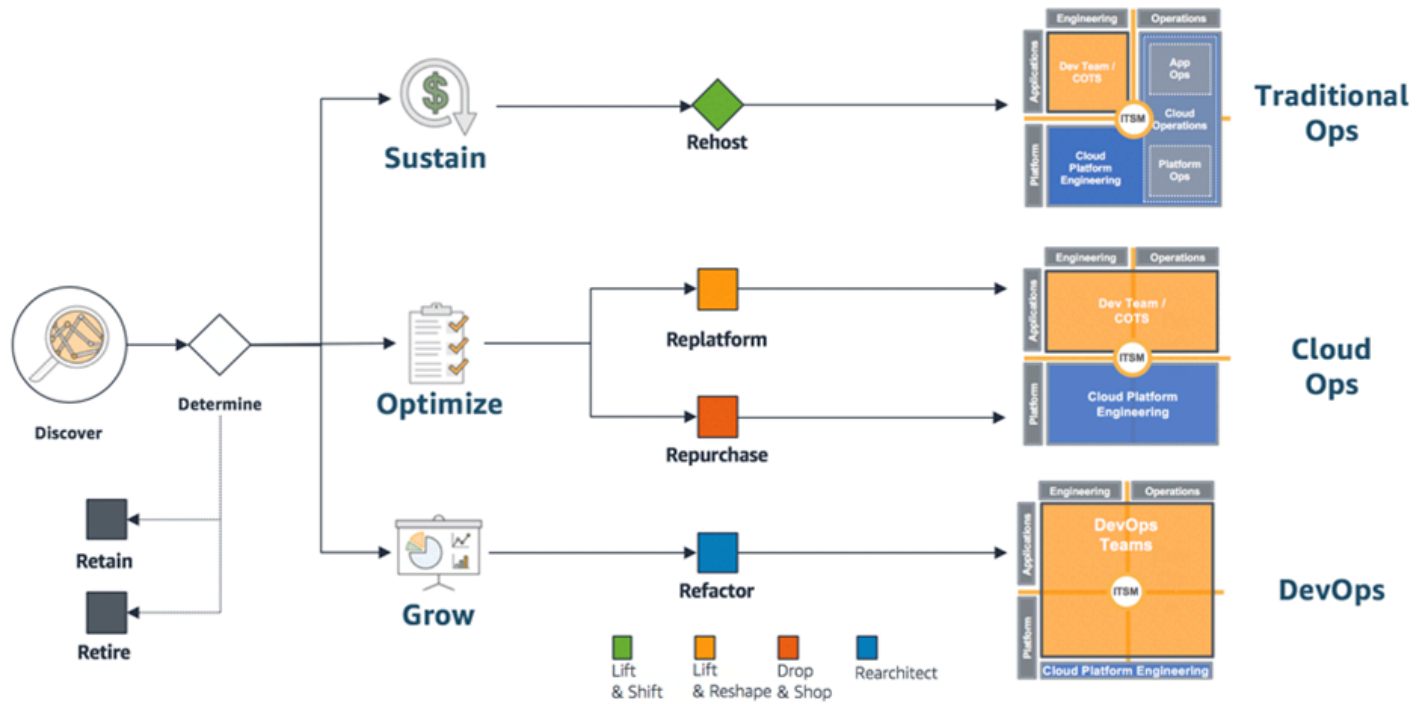 Engineering
Operations
Applications
Platform
Dev Team /
COTS
App
Ops
ITSM
Cloud
Operations
Cloud
Platform
Engineering
Platform
Ops
Traditional
Ops
$
Sustain
Rehost
Engineering
Operations
Applications
Platform
Dev Team /
COTS
ITSM
Cloud Platform
Engineering
Cloud
Ops
Discover
Determine
Optimize
Replatform
Repurchase
Retain
Retire
Grow
Refactor
Engineering
Operations
Applications
Platform
DevOps
Teams
ITSM
Cloud Platform Engineering
DevOps
Lift
& Shift
Lift
& Reshape
Drop
& Shop
Rearchitect